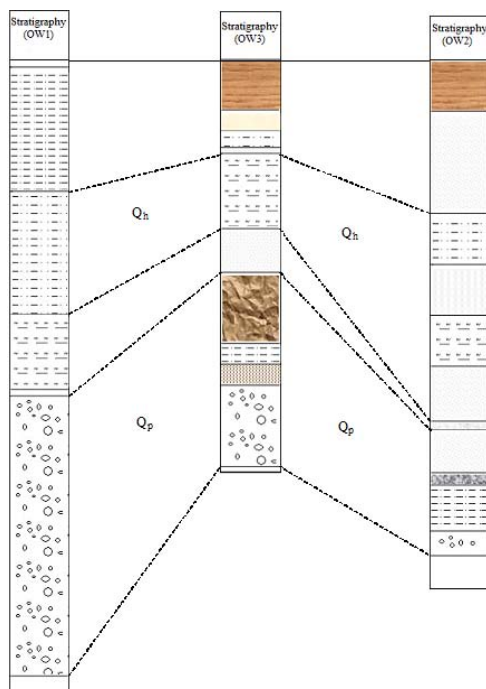 Stratigraphy
(OW1)
Stratigraphy
(OW3)
Stratigraphy
(OW2)
Qh
Qh
Qp
Qp